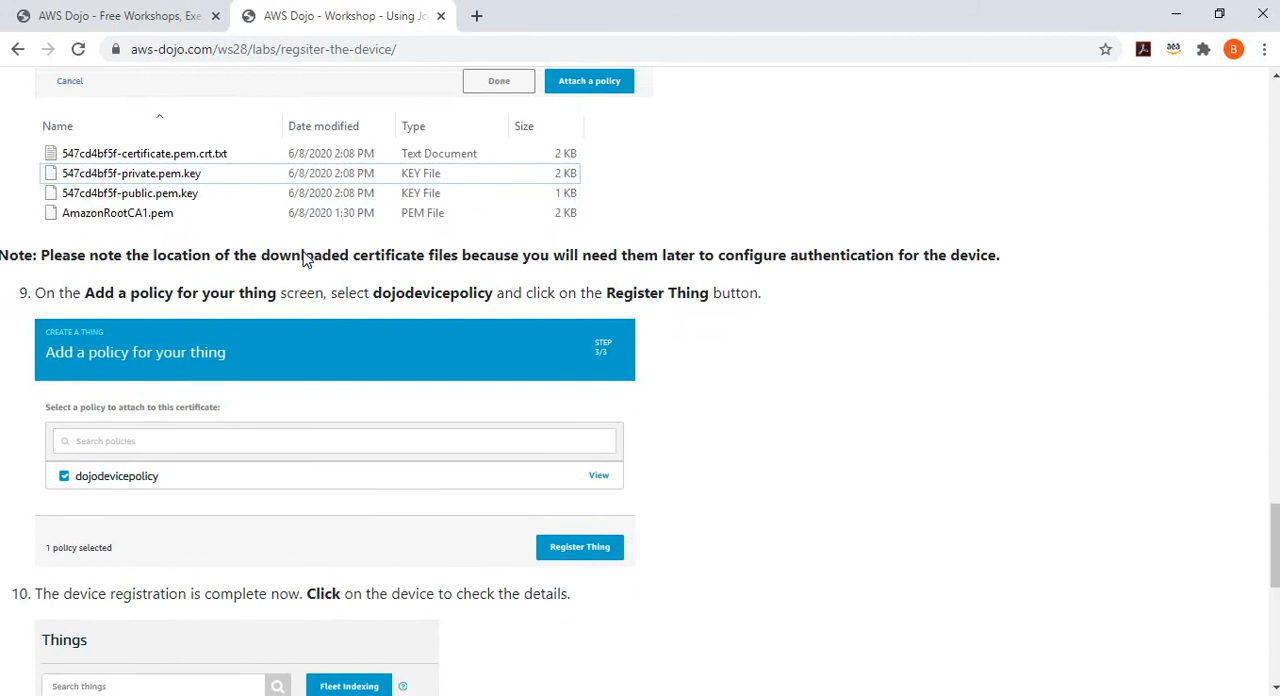 AWS Dojo - Free Workshops, Exe
AWS Dojo - Workshop - Using Jo
aws-dojo.com/ws28/labs/regsiter-the-device/
B
Cancel
Done
Attach a policy
Name
Date modified
Type
Size
547cd4bf5f-certificate.pem.crt.txt 6/8/2020 2:08 PM Text Document 2 KB
547cd4bf5f-private.pem.key 6/8/2020 2:08 PM KEY File 2 KB
547cd4bf5f-public.pem.key 6/8/2020 2:08 PM KEY File 1 KB
AmazonRootCA1.pem 6/8/2020 1:30 PM PEM File 2 KB
Note: Please note the location of the downloaded certificate files because you will need them later to configure authentication for the device.
9. On the Add a policy for your thing screen, select dojodevicepolicy and click on the Register Thing button.
CREATE A THING
Add a policy for your thing
STEP
3/3
Select a policy to attach to this certificate:
Search policies
dojodevicepolicy
View
1 policy selected
Register Thing
10. The device registration is complete now. Click on the device to check the details.
Things
Search things
Fleet Indexing